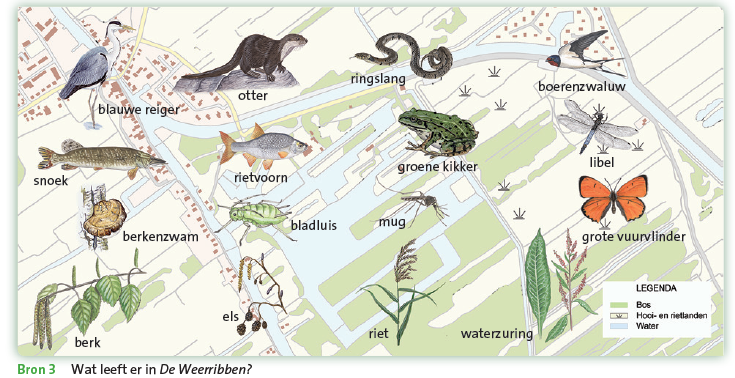 blauwe reiger
otter
ringslang
boerenzwaluw
snoek
rietvoorn
groene kikker
libel
berkenzwam
bladluis
mug
grote vuurvlinder
berk
els
riet
waterzuring
LEGENDA
Bos
Hooi- en rietlanden
Water
Bron 3 Wat leeft er in De Weerribben?